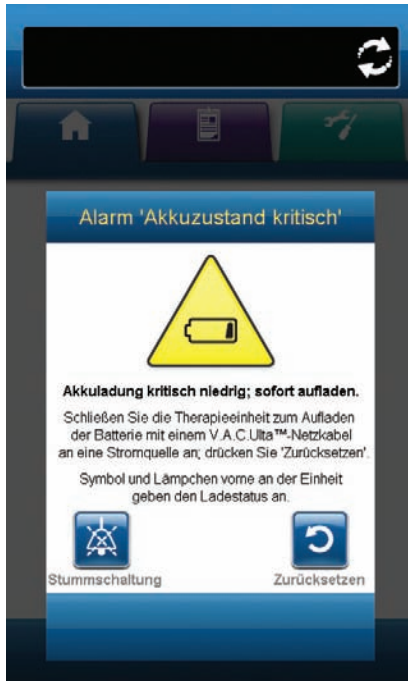 Alarm 'Akkuzustand kritisch'
Akkuladung kritisch niedrig; sofort aufladen.
Schließen Sie die Therapieeinheit zum Aufladen
der Batterie mit einem V.A.C.Ulta™-Netzkabel
an eine Stromquelle an; drücken Sie 'Zurücksetzen'.
Symbol und Lämpchen vorne an der Einheit
geben den Ladestatus an.
Stummschaltung Zurücksetzen